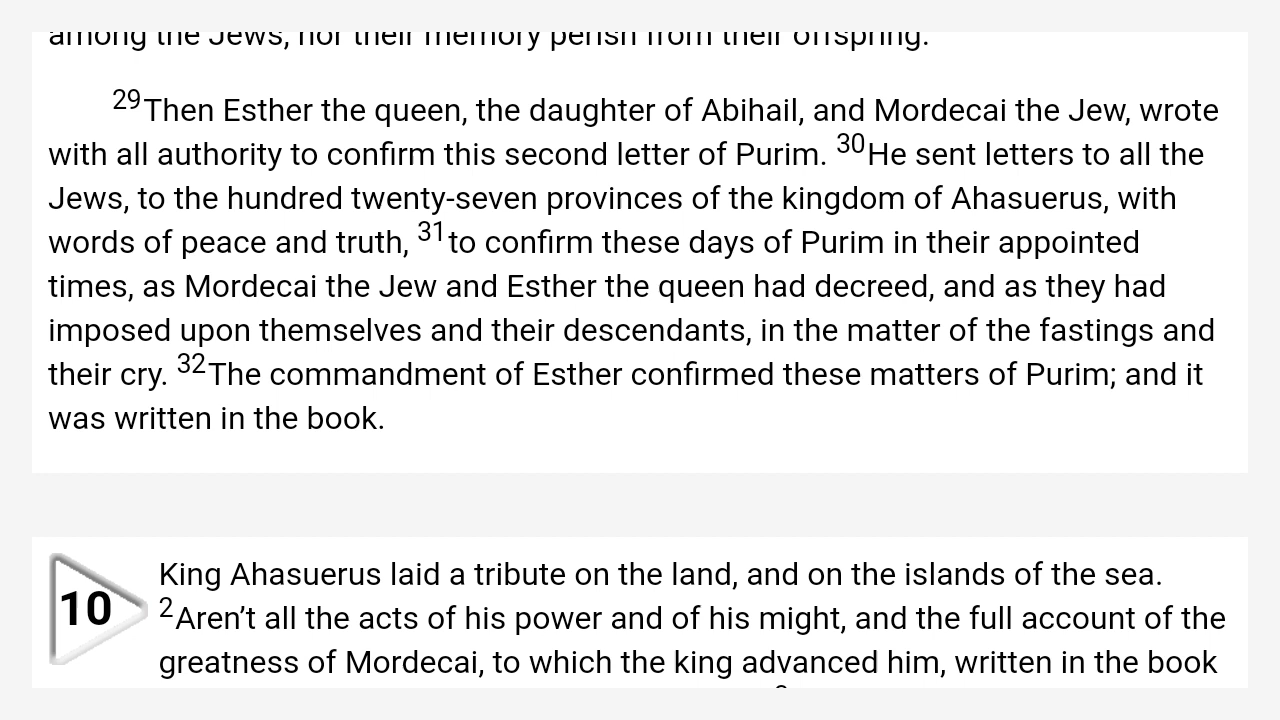 among the Jews, nor their memory perish from their offspring.
29Then Esther the queen, the daughter of Abihail, and Mordecai the Jew, wrote
with all authority to confirm this second letter of Purim. 30He sent letters to all the
Jews, to the hundred twenty-seven provinces of the kingdom of Ahasuerus, with
words of peace and truth, 31to confirm these days of Purim in their appointed
times, as Mordecai the Jew and Esther the queen had decreed, and as they had
imposed upon themselves and their descendants, in the matter of the fastings and
their cry. 32The commandment of Esther confirmed these matters of Purim; and it
was written in the book.
10 King Ahasuerus laid a tribute on the land, and on the islands of the sea.
2Aren’t all the acts of his power and of his might, and the full account of the
greatness of Mordecai, to which the king advanced him, written in the book